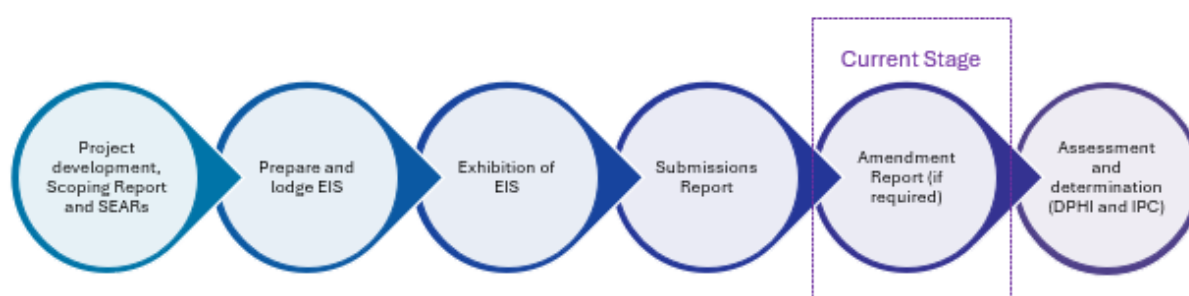 Current Stage
Project
development,
Scoping Report
and SEARs
Prepare and
lodge EIS
Exhibition of
EIS
Submissions
Report
Amendment
Report (if
required)
Assessment
and
determination
(DPHI and IPC)